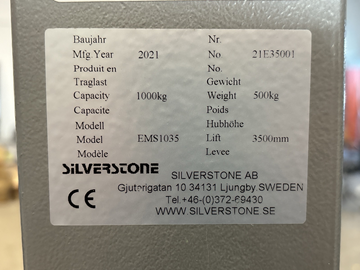 Baujahr Nr.
Mfg.Year 2021 No 21E35001
Produit en No.
Traglast Gewicht
Capacity 1000kg Weight 500kg
Capacite Poids
Modell Hubhöhe
Model EMS1035 Lift 3500mm
Modèle Levee
SILVERSTONE SILVERSTONE AB
Gjuterigatan 10 34131 Ljungby.SWEDEN
CE Tel.+46-(0)372-69430
WWW.SILVERSTONE.SE